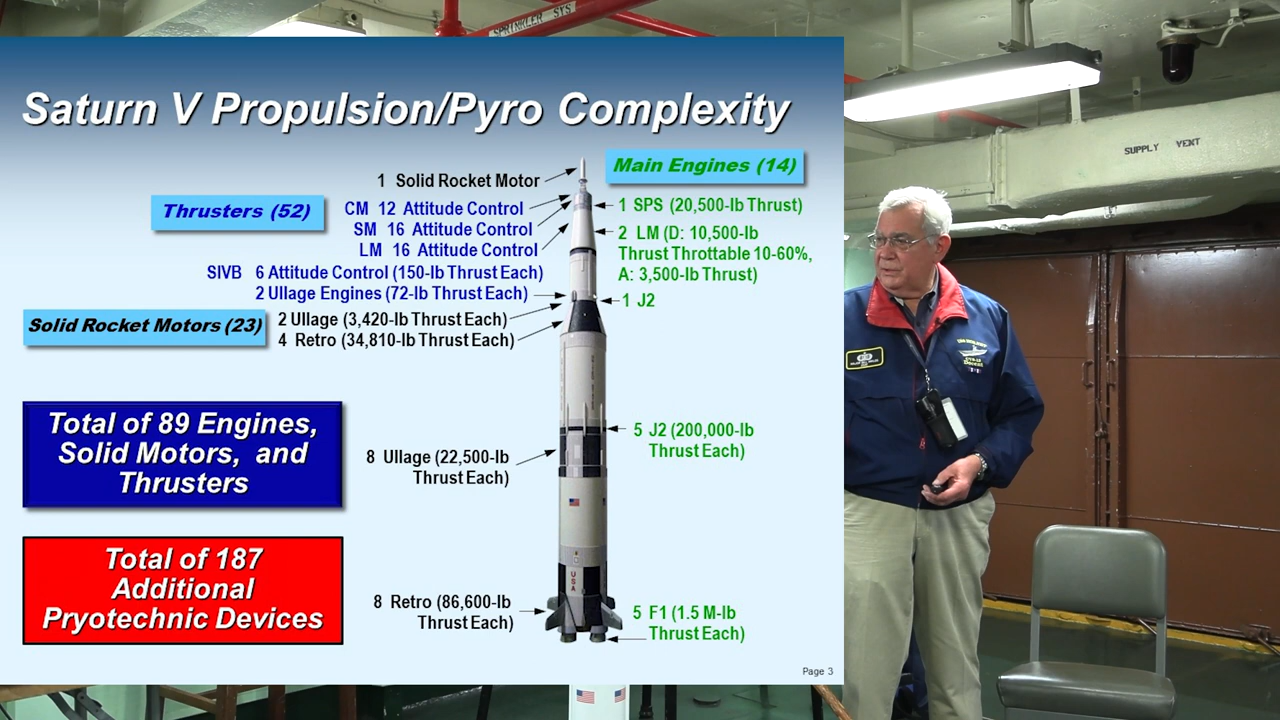 SPRINKLER SYS
SUPPLY VENT
Saturn V Propulsion/Pyro Complexity
Main Engines (14)
1 Solid Rocket Motor
Thrusters (52)
CM 12 Attitude Control
SM 16 Attitude Control
LM 16 Attitude Control
SIVB 6 Attitude Control (150-lb Thrust Each)
2 Ullage Engines (72-lb Thrust Each)
1 SPS (20,500-lb Thrust)
2 LM (D: 10,500-lb
Thrust Throttable 10-60%,
A: 3,500-lb Thrust)
1 J2
Solid Rocket Motors (23)
2 Ullage (3,420-lb Thrust Each)
4 Retro (34,810-lb Thrust Each)
Total of 89 Engines,
Solid Motors, and
Thrusters
8 Ullage (22,500-lb
Thrust Each)
5 J2 (200,000-lb
Thrust Each)
Total of 187
Additional
Pryotechnic Devices
8 Retro (86,600-lb
Thrust Each)
5 F1 (1.5 M-lb
Thrust Each)
USA
Page 3